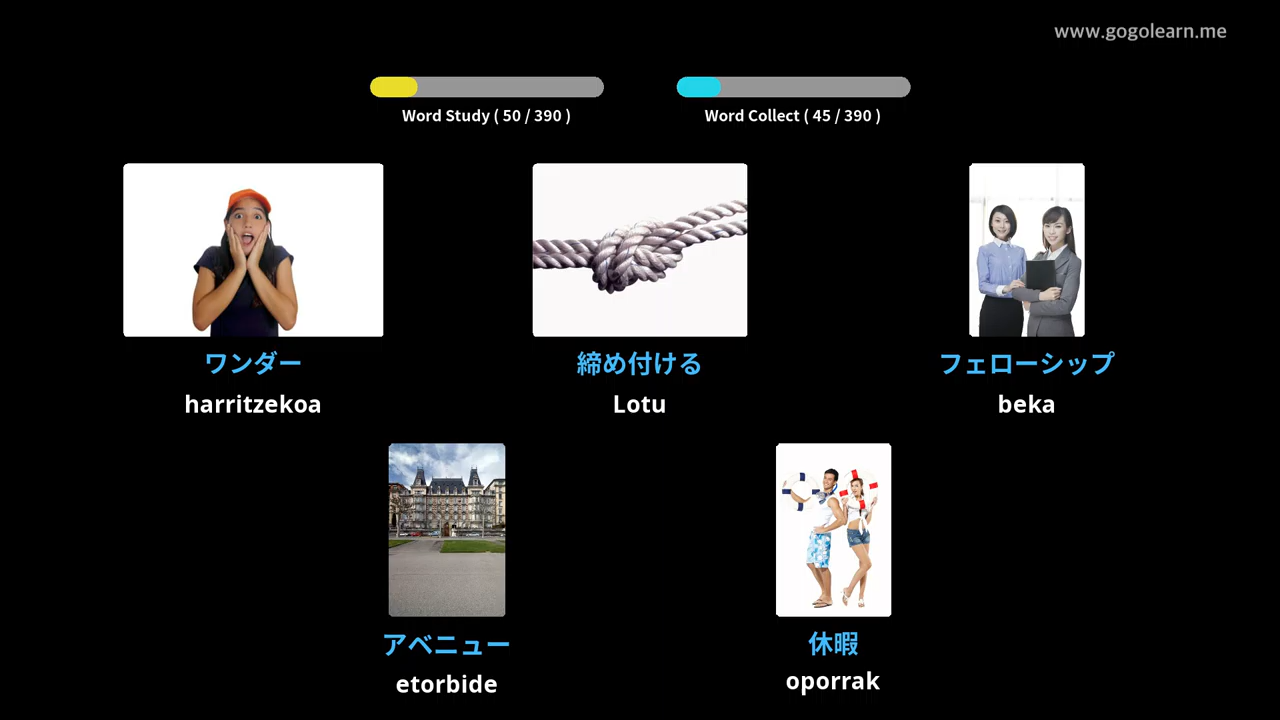 www.gogolearn.me
Word Study ( 50 / 390 )
Word Collect ( 45 / 390 )
ワンダー
harritzekoa
締め付ける
Lotu
フェローシップ
beka
アベニュー
etorbide
休暇
oporrak